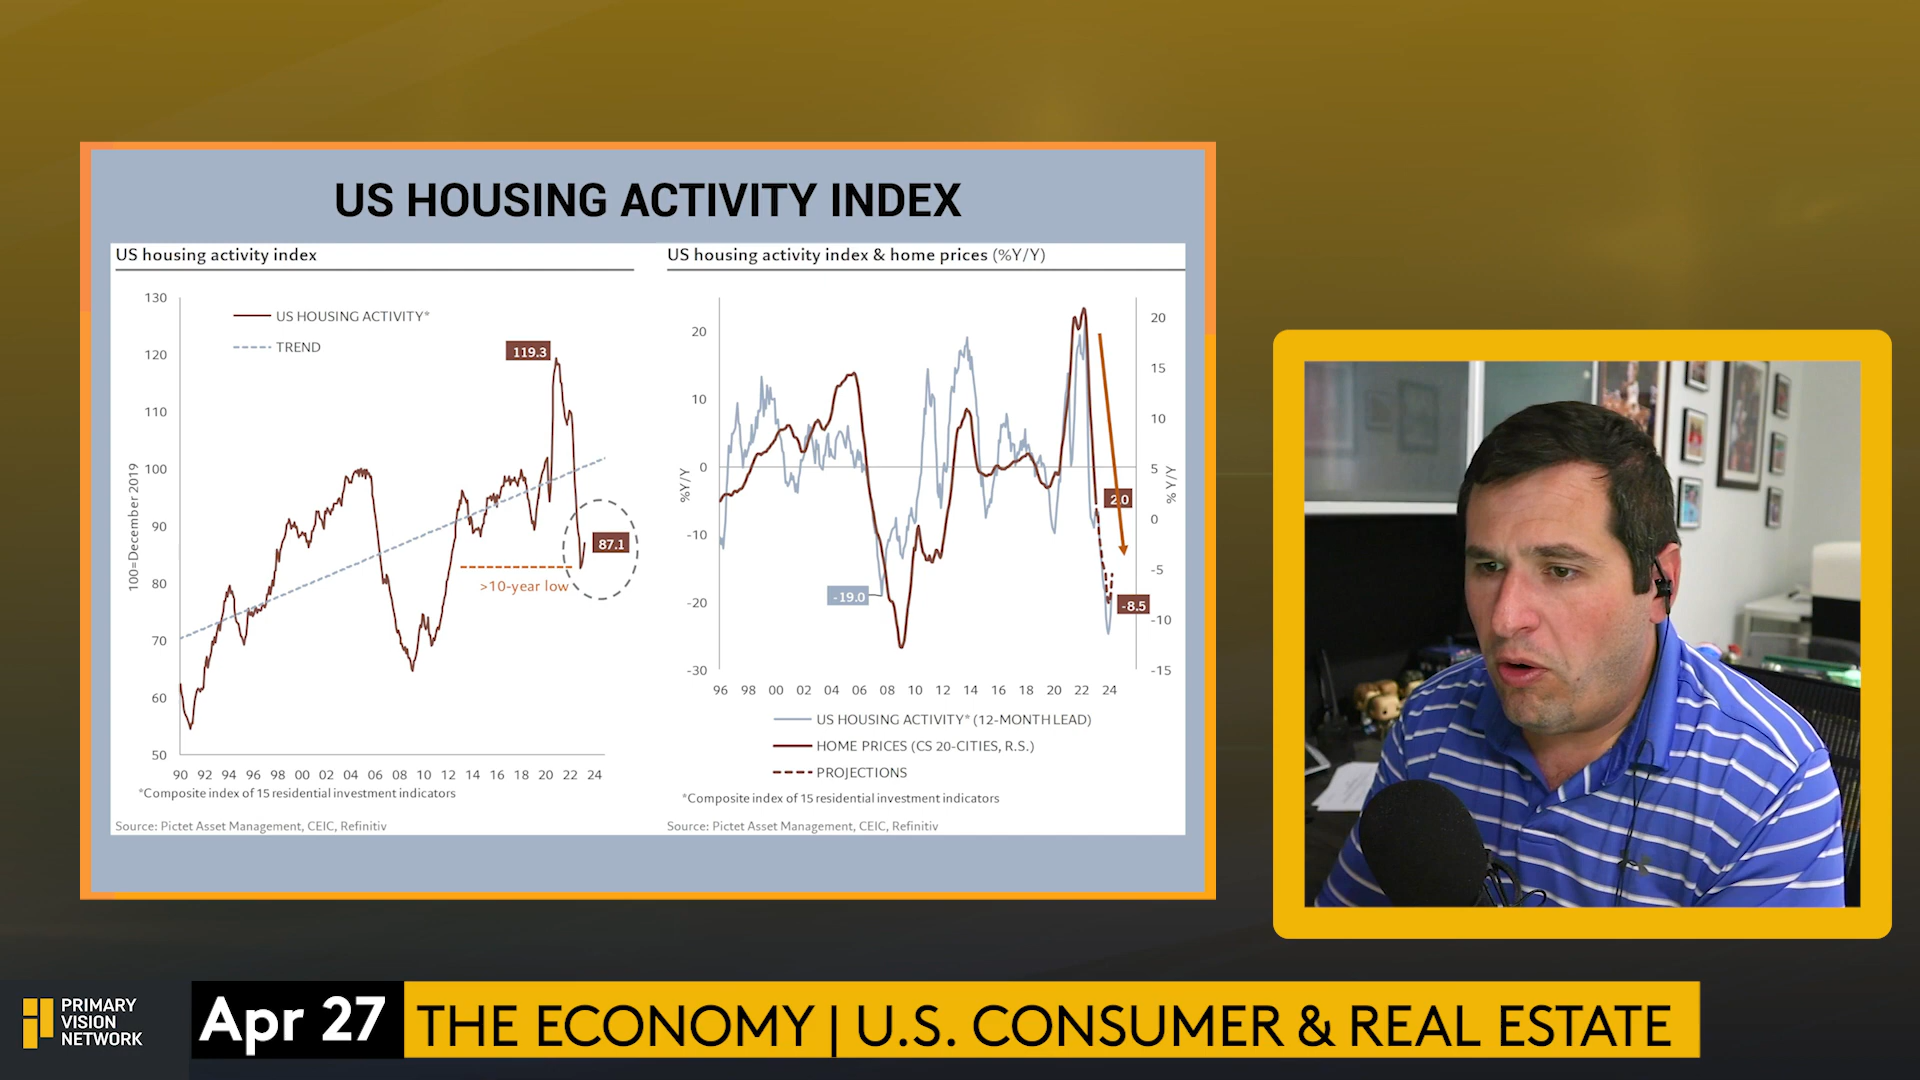 US HOUSING ACTIVITY INDEX
US housing activity index
130
120
110
100
90
80
70
60
50
100=December 2019
US HOUSING ACTIVITY*
TREND
119.3
87.1
>10-year low
90 92 94 96 98 00 02 04 06 08 10 12 14 16 18 20 22 24
*Composite index of 15 residential investment indicators
Source: Pictet Asset Management, CEIC, Refinitiv
US housing activity index & home prices (%Y/Y)
20
10
0
-10
-20
-30
%Y/Y
20
15
10
5
0
-5
-10
-15
% Y/Y
2.0
-19.0
-8.5
96 98 00 02 04 06 08 10 12 14 16 18 20 22 24
US HOUSING ACTIVITY* (12-MONTH LEAD)
HOME PRICES (CS 20-CITIES, R.S.)
PROJECTIONS
*Composite index of 15 residential investment indicators
Source: Pictet Asset Management, CEIC, Refinitiv
PRIMARY
VISION
NETWORK
Apr 27
THE ECONOMY | U.S. CONSUMER & REAL ESTATE